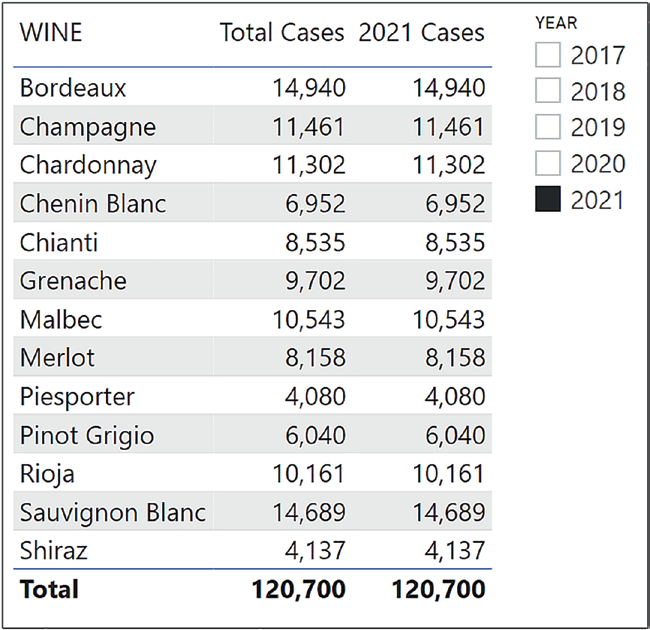 WINE Total Cases 2021 Cases
Bordeaux 14,940 14,940
Champagne 11,461 11,461
Chardonnay 11,302 11,302
Chenin Blanc 6,952 6,952
Chianti 8,535 8,535
Grenache 9,702 9,702
Malbec 10,543 10,543
Merlot 8,158 8,158
Piesporter 4,080 4,080
Pinot Grigio 6,040 6,040
Rioja 10,161 10,161
Sauvignon Blanc 14,689 14,689
Shiraz 4,137 4,137
Total 120,700 120,700
YEAR
2017
2018
2019
2020
2021